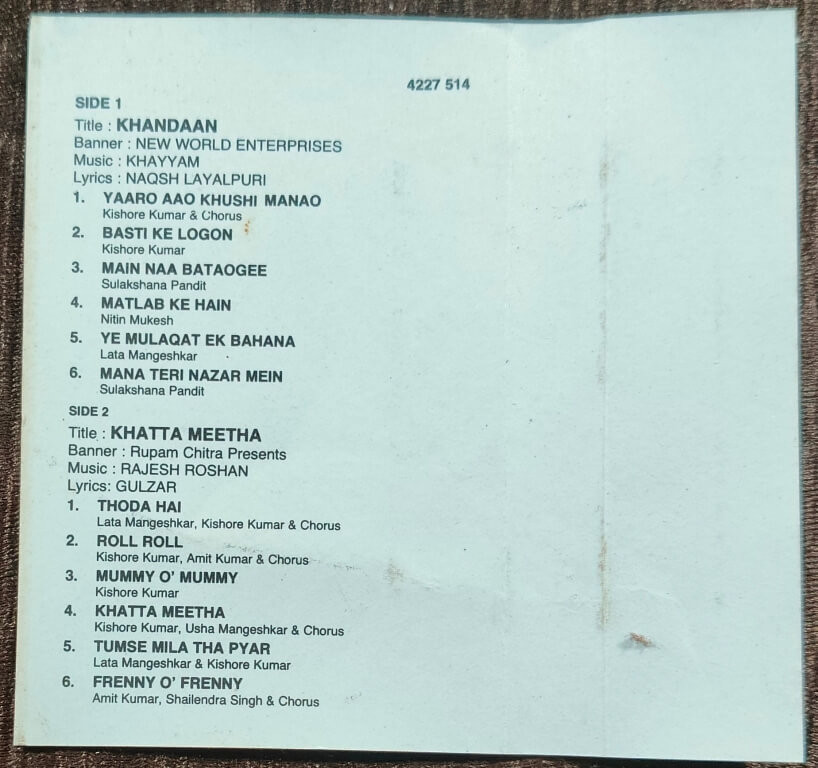 4227 514
SIDE 1
Title : KHANDAAN
Banner : NEW WORLD ENTERPRISES
Music : KHAYYAM
Lyrics : NAQSH LAYALPURI
1. YAARO AAO KHUSHI MANAO
Kishore Kumar & Chorus
2. BASTI KE LOGON
Kishore Kumar
3. MAIN NAA BATAOGEE
Sulakshana Pandit
4. MATLAB KE HAIN
Nitin Mukesh
5. YE MULAQAT EK BAHANA
Lata Mangeshkar
6. MANA TERI NAZAR MEIN
Sulakshana Pandit
SIDE 2
Title : KHATTA MEETHA
Banner : Rupam Chitra Presents
Music : RAJESH ROSHAN
Lyrics: GULZAR
1. THODA HAI
Lata Mangeshkar, Kishore Kumar & Chorus
2. ROLL ROLL
Kishore Kumar, Amit Kumar & Chorus
3. MUMMY O' MUMMY
Kishore Kumar
4. KHATTA MEETHA
Kishore Kumar, Usha Mangeshkar & Chorus
5. TUMSE MILA THA PYAR
Lata Mangeshkar & Kishore Kumar
6. FRENNY O' FRENNY
Amit Kumar, Shailendra Singh & Chorus